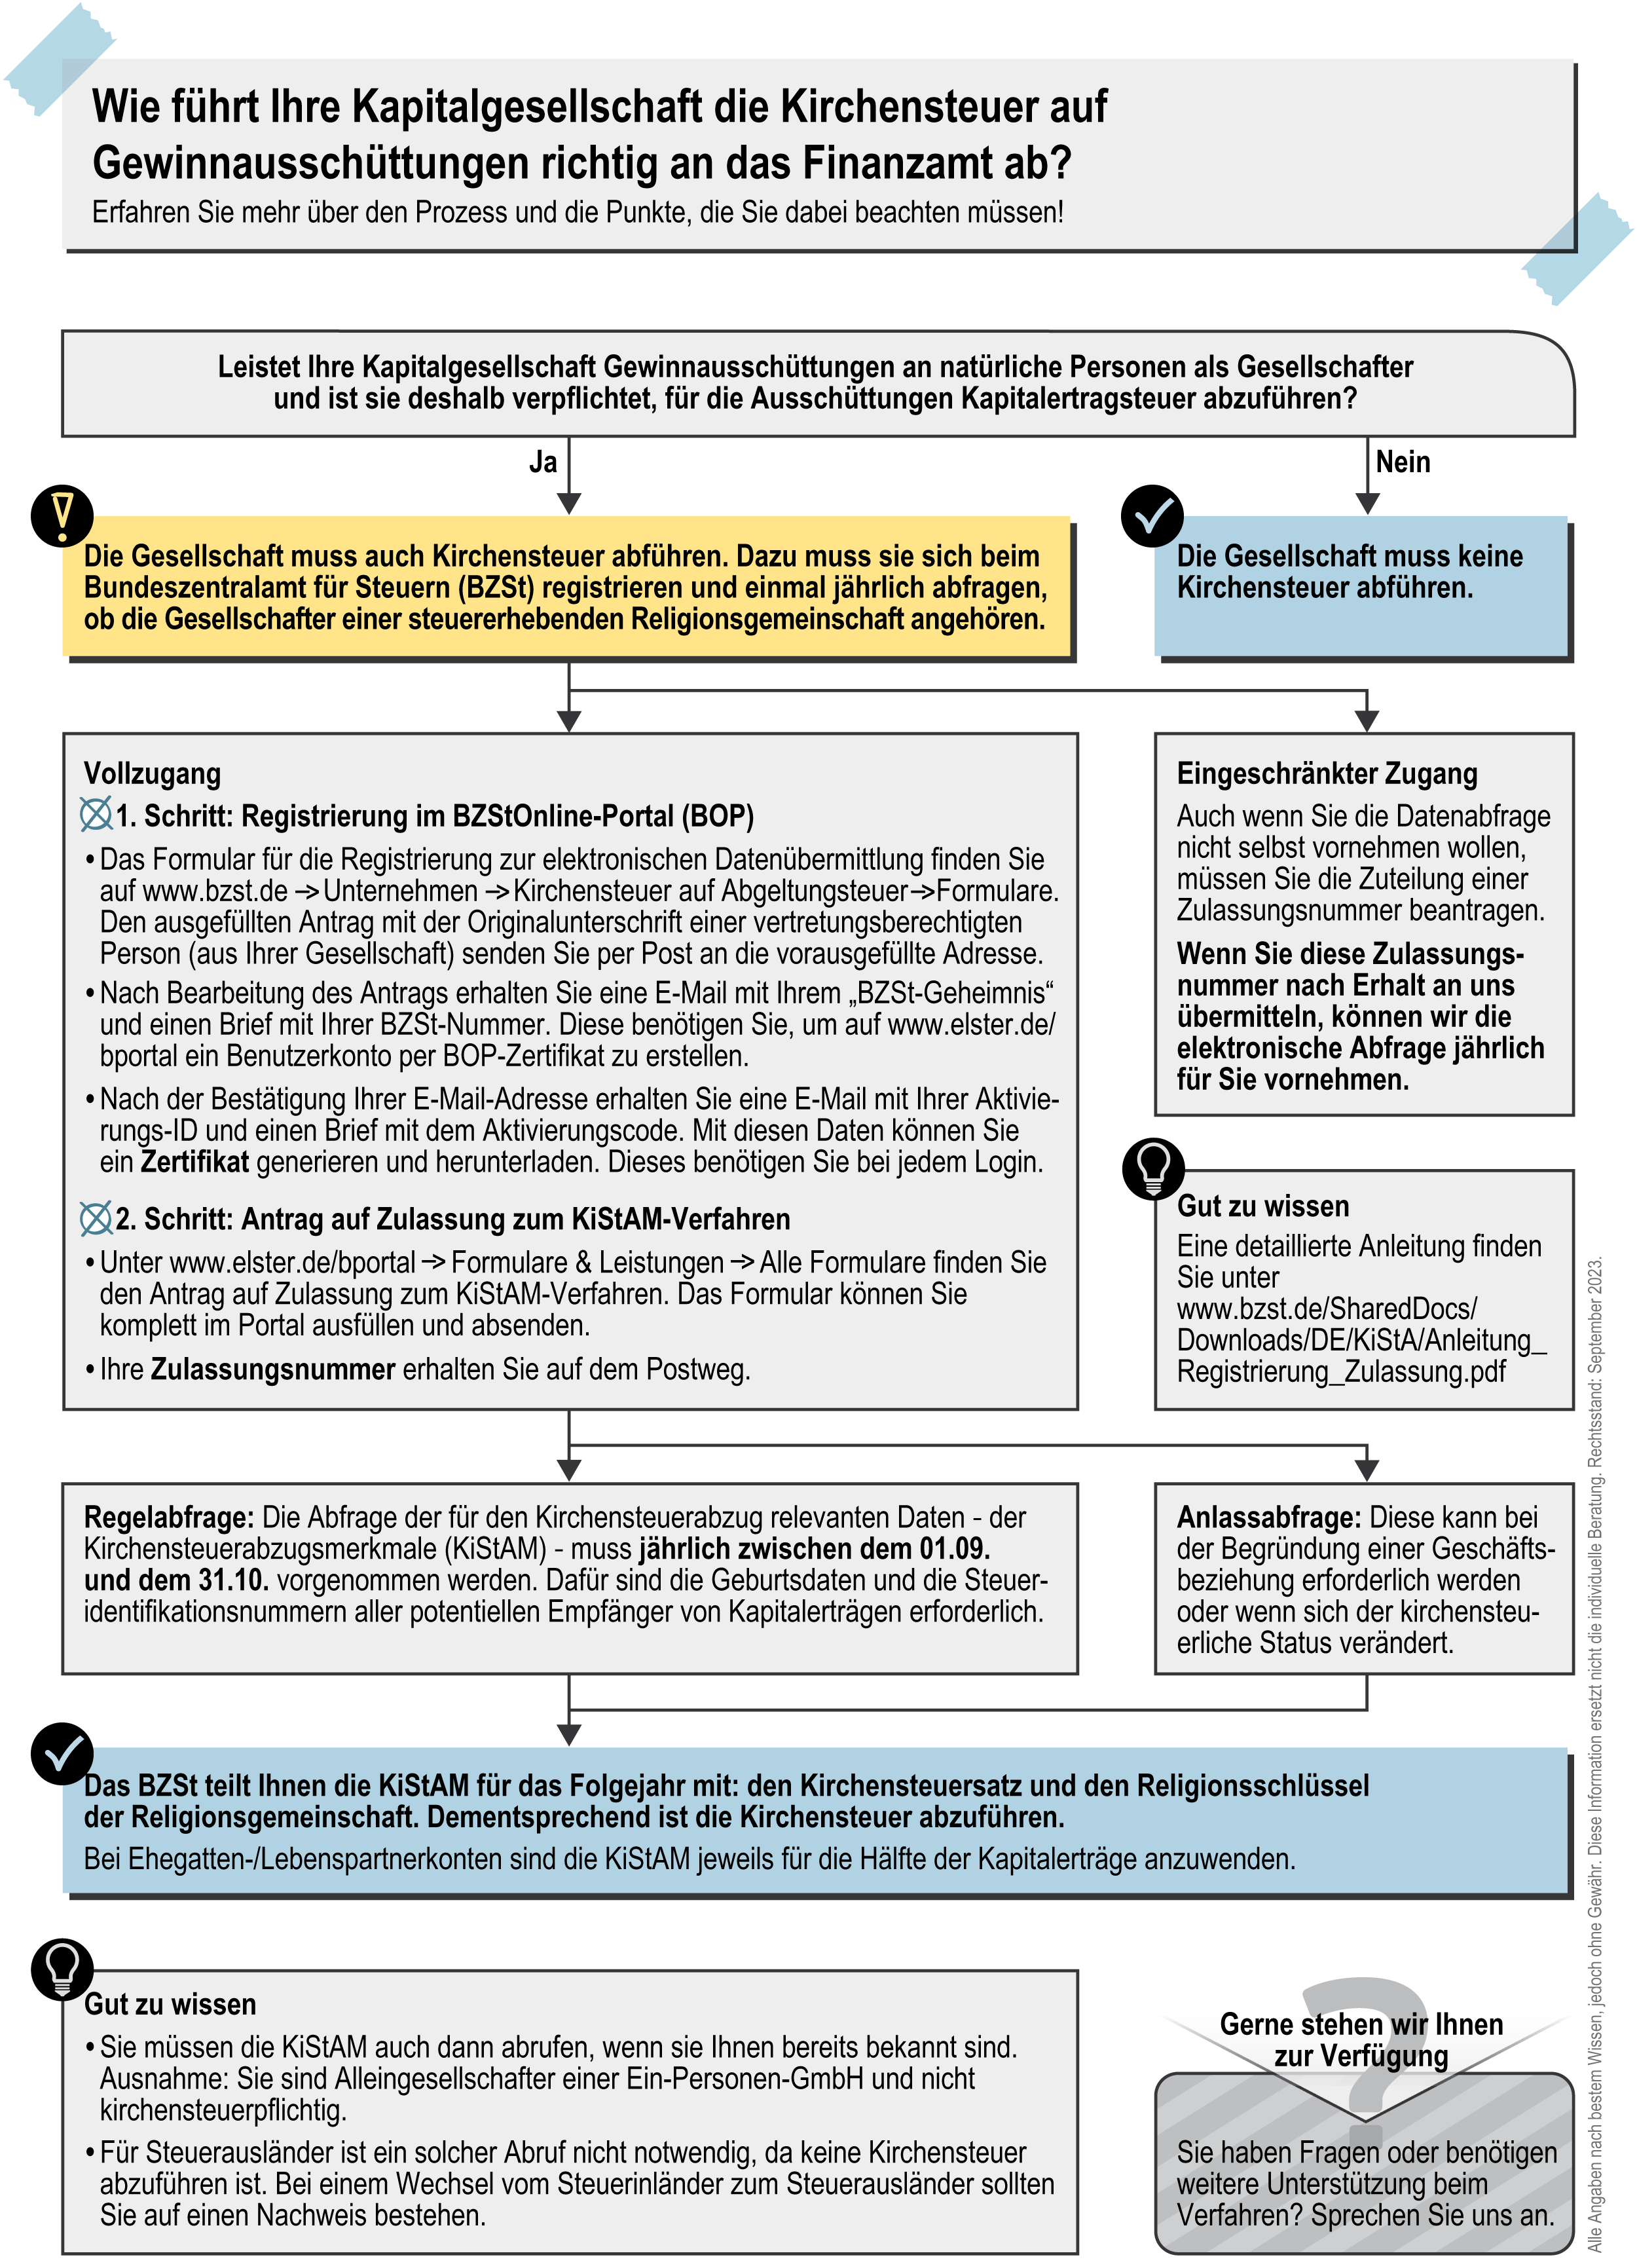 Wie führt Ihre Kapitalgesellschaft die Kirchensteuer auf
Gewinnausschüttungen richtig an das Finanzamt ab?
Erfahren Sie mehr über den Prozess und die Punkte, die Sie dabei beachten müssen!
Leistet Ihre Kapitalgesellschaft Gewinnausschüttungen an natürliche Personen als Gesellschafter
und ist sie deshalb verpflichtet, für die Ausschüttungen Kapitalertragsteuer abzuführen?
Ja
Nein
Die Gesellschaft muss auch Kirchensteuer abführen. Dazu muss sie sich beim
Bundeszentralamt für Steuern (BZSt) registrieren und einmal jährlich abfragen,
ob die Gesellschafter einer steuererhebenden Religionsgemeinschaft angehören.
Die Gesellschaft muss keine
Kirchensteuer abführen.
Vollzugang
1. Schritt: Registrierung im BZStOnline-Portal (BOP)
• Das Formular für die Registrierung zur elektronischen Datenübermittlung finden Sie
auf www.bzst.de → Unternehmen → Kirchensteuer auf Abgeltungsteuer → Formulare.
Den ausgefüllten Antrag mit der Originalunterschrift einer vertretungsberechtigten
Person (aus Ihrer Gesellschaft) senden Sie per Post an die vorausgefüllte Adresse.
• Nach Bearbeitung des Antrags erhalten Sie eine E-Mail mit Ihrem „BZSt-Geheimnis“
und einen Brief mit Ihrer BZSt-Nummer. Diese benötigen Sie, um auf www.elster.de/
bportal ein Benutzerkonto per BOP-Zertifikat zu erstellen.
• Nach der Bestätigung Ihrer E-Mail-Adresse erhalten Sie eine E-Mail mit Ihrer Aktivie-
rungs-ID und einen Brief mit dem Aktivierungscode. Mit diesen Daten können Sie
ein Zertifikat generieren und herunterladen. Dieses benötigen Sie bei jedem Login.
2. Schritt: Antrag auf Zulassung zum KiStAM-Verfahren
• Unter www.elster.de/bportal → Formulare & Leistungen → Alle Formulare finden Sie
den Antrag auf Zulassung zum KiStAM-Verfahren. Das Formular können Sie
komplett im Portal ausfüllen und absenden.
• Ihre Zulassungsnummer erhalten Sie auf dem Postweg.
Eingeschränkter Zugang
Auch wenn Sie die Datenabfrage
nicht selbst vornehmen wollen,
müssen Sie die Zuteilung einer
Zulassungsnummer beantragen.
Wenn Sie diese Zulassungs-
nummer nach Erhalt an uns
übermitteln, können wir die
elektronische Abfrage jährlich
für Sie vornehmen.
Gut zu wissen
Eine detaillierte Anleitung finden
Sie unter
www.bzst.de/SharedDocs/
Downloads/DE/KiStA/Anleitung_
Registrierung_Zulassung.pdf
Regelabfrage: Die Abfrage der für den Kirchensteuerabzug relevanten Daten - der
Kirchensteuerabzugsmerkmale (KiStAM) - muss jährlich zwischen dem 01.09.
und dem 31.10. vorgenommen werden. Dafür sind die Geburtsdaten und die Steuer-
identifikationsnummern aller potentiellen Empfänger von Kapitalerträgen erforderlich.
Anlassabfrage: Diese kann bei
der Begründung einer Geschäfts-
beziehung erforderlich werden
oder wenn sich der kirchensteu-
erliche Status verändert.
Das BZSt teilt Ihnen die KiStAM für das Folgejahr mit: den Kirchensteuersatz und den Religionsschlüssel
der Religionsgemeinschaft. Dementsprechend ist die Kirchensteuer abzuführen.
Bei Ehegatten-/Lebenspartnerkonten sind die KiStAM jeweils für die Hälfte der Kapitalerträge anzuwenden.
Gut zu wissen
• Sie müssen die KiStAM auch dann abrufen, wenn sie Ihnen bereits bekannt sind.
Ausnahme: Sie sind Alleingesellschafter einer Ein-Personen-GmbH und nicht
kirchensteuerpflichtig.
• Für Steuerausländer ist ein solcher Abruf nicht notwendig, da keine Kirchensteuer
abzuführen ist. Bei einem Wechsel vom Steuerinländer zum Steuerausländer sollten
Sie auf einen Nachweis bestehen.
?
Gerne stehen wir Ihnen
zur Verfügung
Sie haben Fragen oder benötigen
weitere Unterstützung beim
Verfahren? Sprechen Sie uns an.
Alle Angaben nach bestem Wissen, jedoch ohne Gewähr. Diese Information ersetzt nicht die individuelle Beratung. Rechtsstand: September 2023.